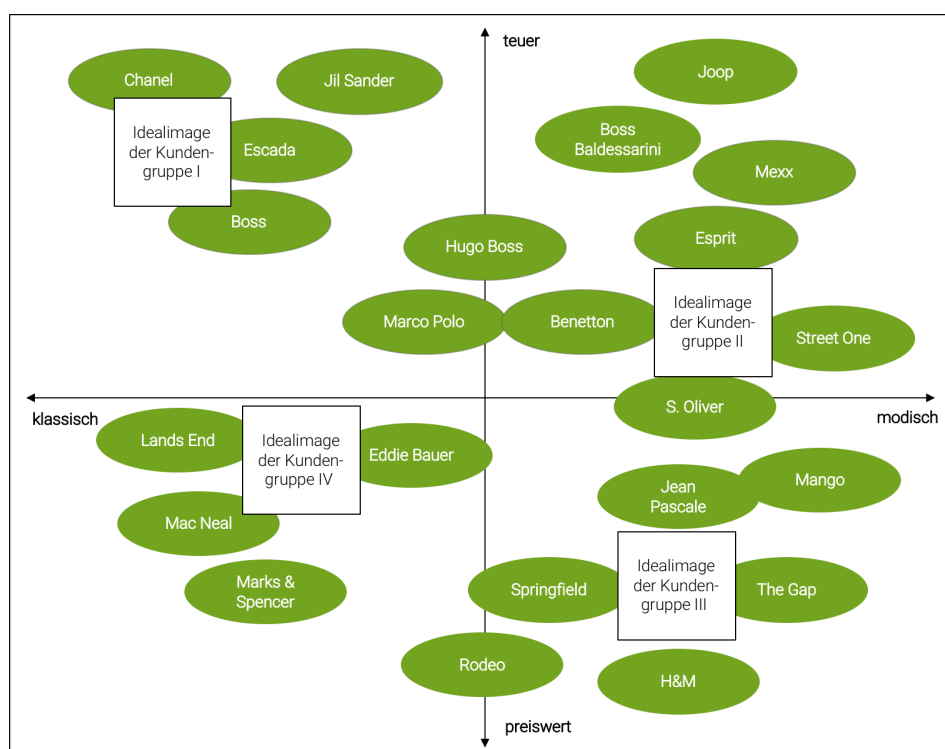 teuer
Chanel
Jil Sander
Joop
Idealimage
der Kunden-
gruppe I
Escada
Boss
Baldessarini
Mexx
Boss
Hugo Boss
Esprit
Marco Polo
Benetton
Idealimage
der Kunden-
gruppe II
Street One
klassisch
modisch
S. Oliver
Lands End
Idealimage
der Kunden-
gruppe IV
Eddie Bauer
Jean
Pascale
Mango
Mac Neal
Marks &
Spencer
Springfield
Idealimage
der Kunden-
gruppe III
The Gap
Rodeo
H&M
preiswert